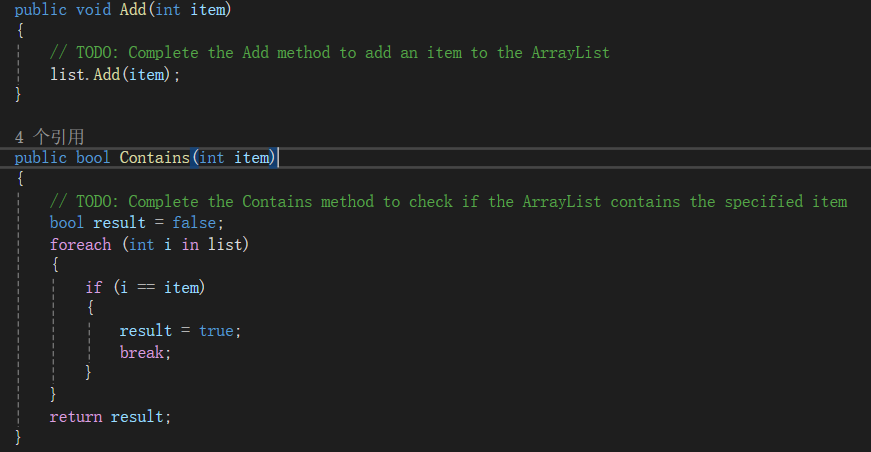 public void Add(int item)
{
// TODO: Complete the Add method to add an item to the ArrayList
list.Add(item);
}
4 个引用
public bool Contains(int item)
{
// TODO: Complete the Contains method to check if the ArrayList contains the specified item
bool result = false;
foreach (int i in list)
{
if (i == item)
{
result = true;
break;
}
}
return result;
}